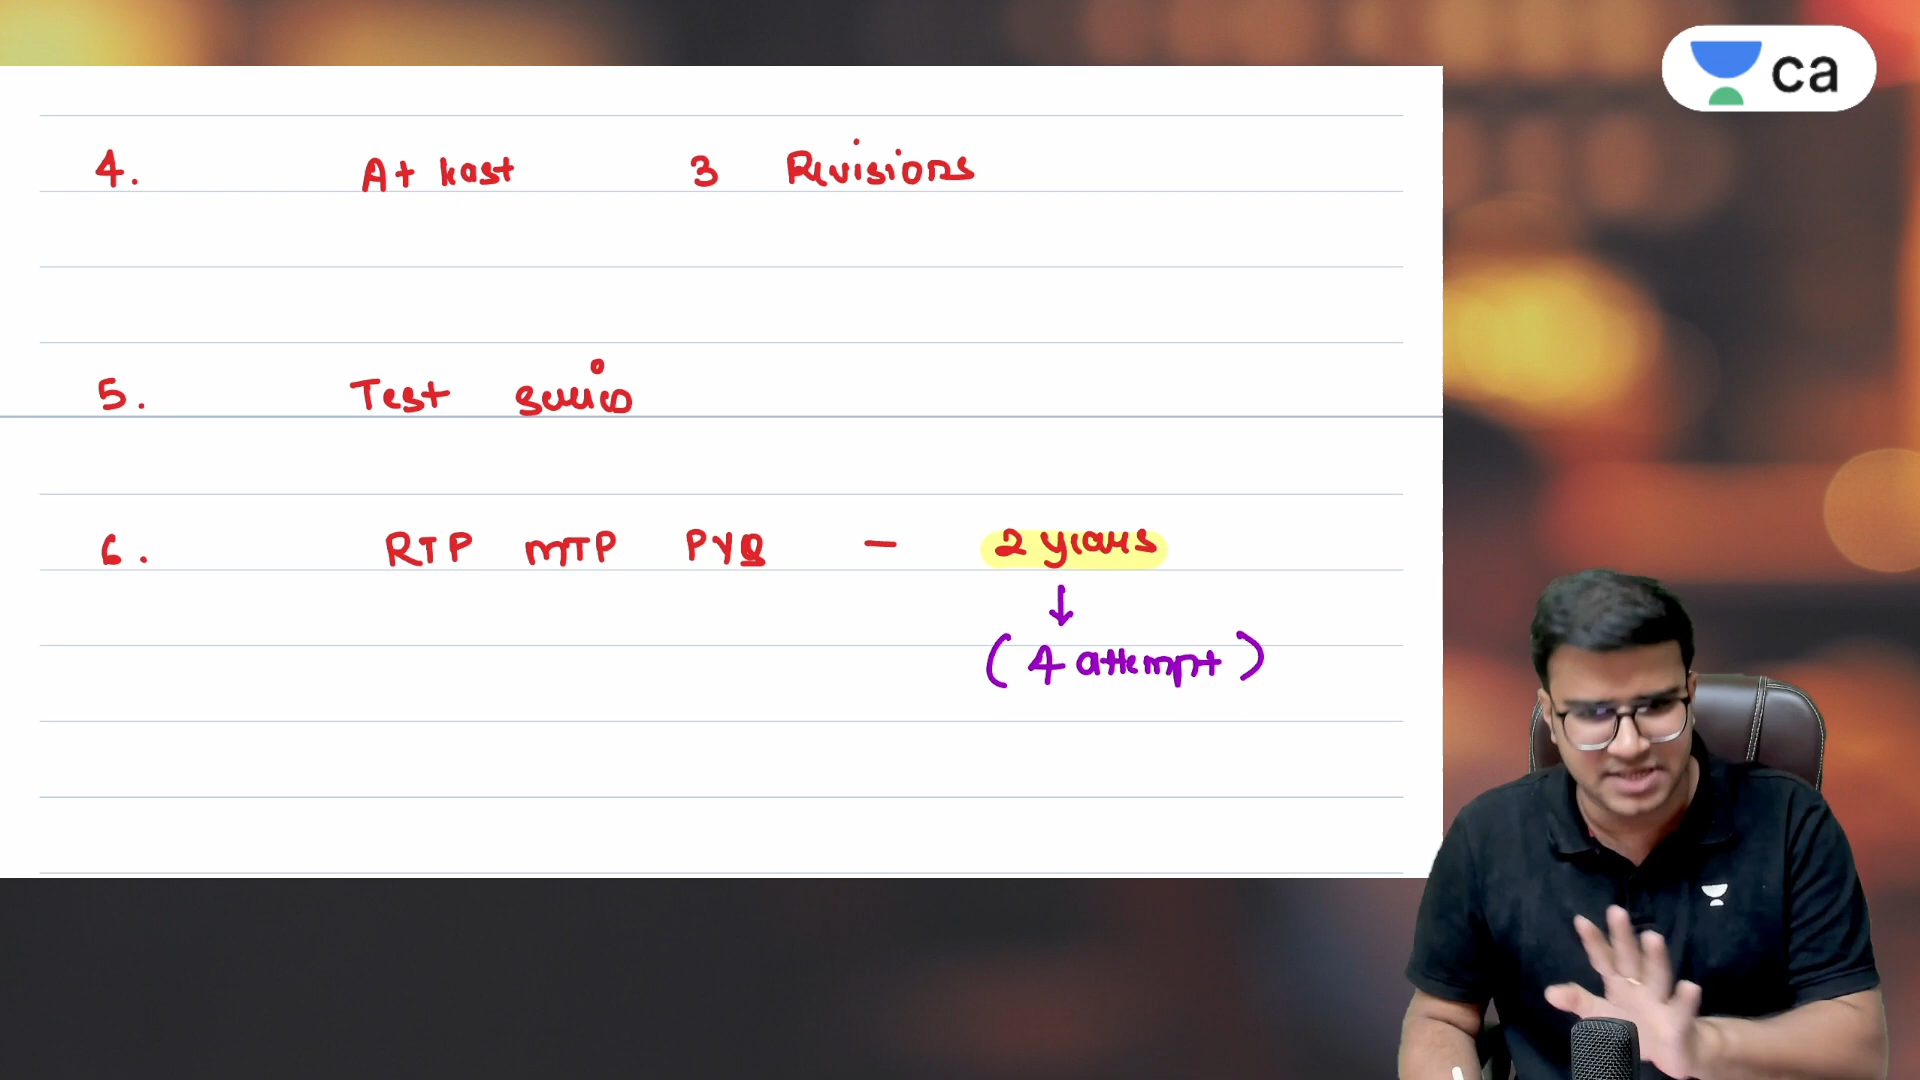 ca
4. At least 3 Revisions
5. Test series
6. RTP MTP PYQ - 2 years
↓
(4 attempt)